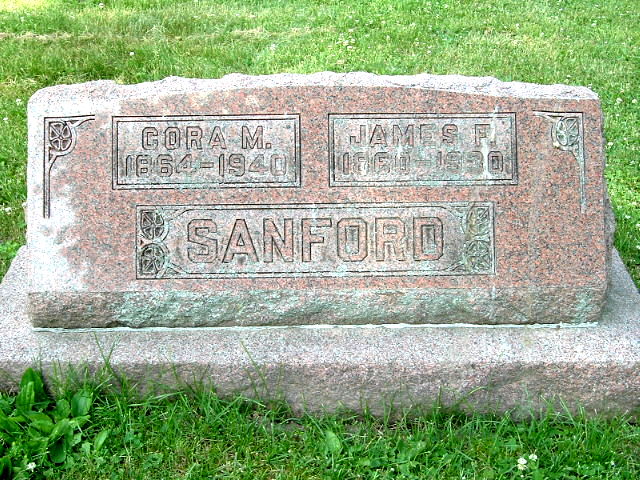 CORA M.
1864-1940
JAMES F.
1860-1930
SANFORD